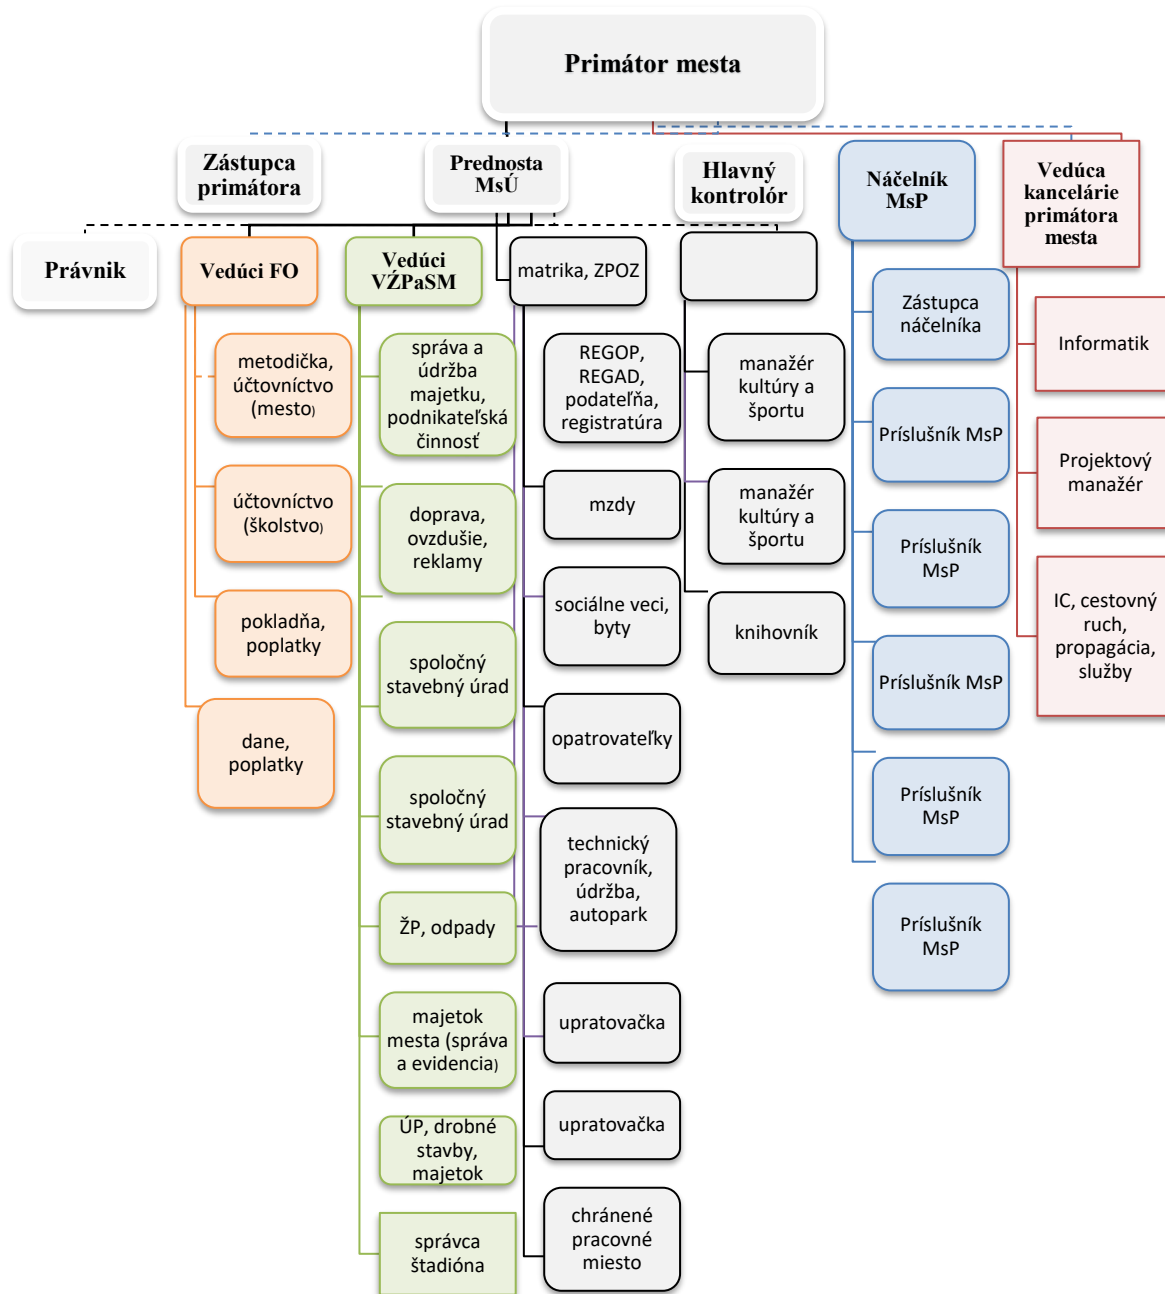 Primátor mesta
Zástupca
primátora
Prednosta
MsÚ
Hlavný
kontrolór
Náčelník
MsP
Vedúca
kancelárie
primátora
mesta
Právnik
Vedúci FO
Vedúci
VŹPaSM
matrika, ZPOZ
metodička,
účtovníctvo
(mesto)
účtovníctvo
(školstvo)
pokladňa,
poplatky
dane,
poplatky
správa a
údržba
majetku,
podnikateľská
činnosť
doprava,
ovzdušie,
reklamy
spoločný
stavebný úrad
spoločný
stavebný úrad
ŽP, odpady
majetok
mesta (správa
a evidencia)
ÚP, drobné
stavby,
majetok
správca
štadióna
REGOP,
REGAD,
podateľňa,
registratúra
mzdy
sociálne veci,
byty
opatrovateľky
technický
pracovník,
údržba,
autopark
upratovačka
upratovačka
chránené
pracovné
miesto
manažér
kultúry a
športu
manažér
kultúry a
športu
knihovník
Zástupca
náčelníka
Príslušník MsP
Príslušník
MsP
Príslušník MsP
Príslušník
MsP
Príslušník
MsP
Informatik
Projektový
manažér
IC, cestovný
ruch,
propagácia,
služby